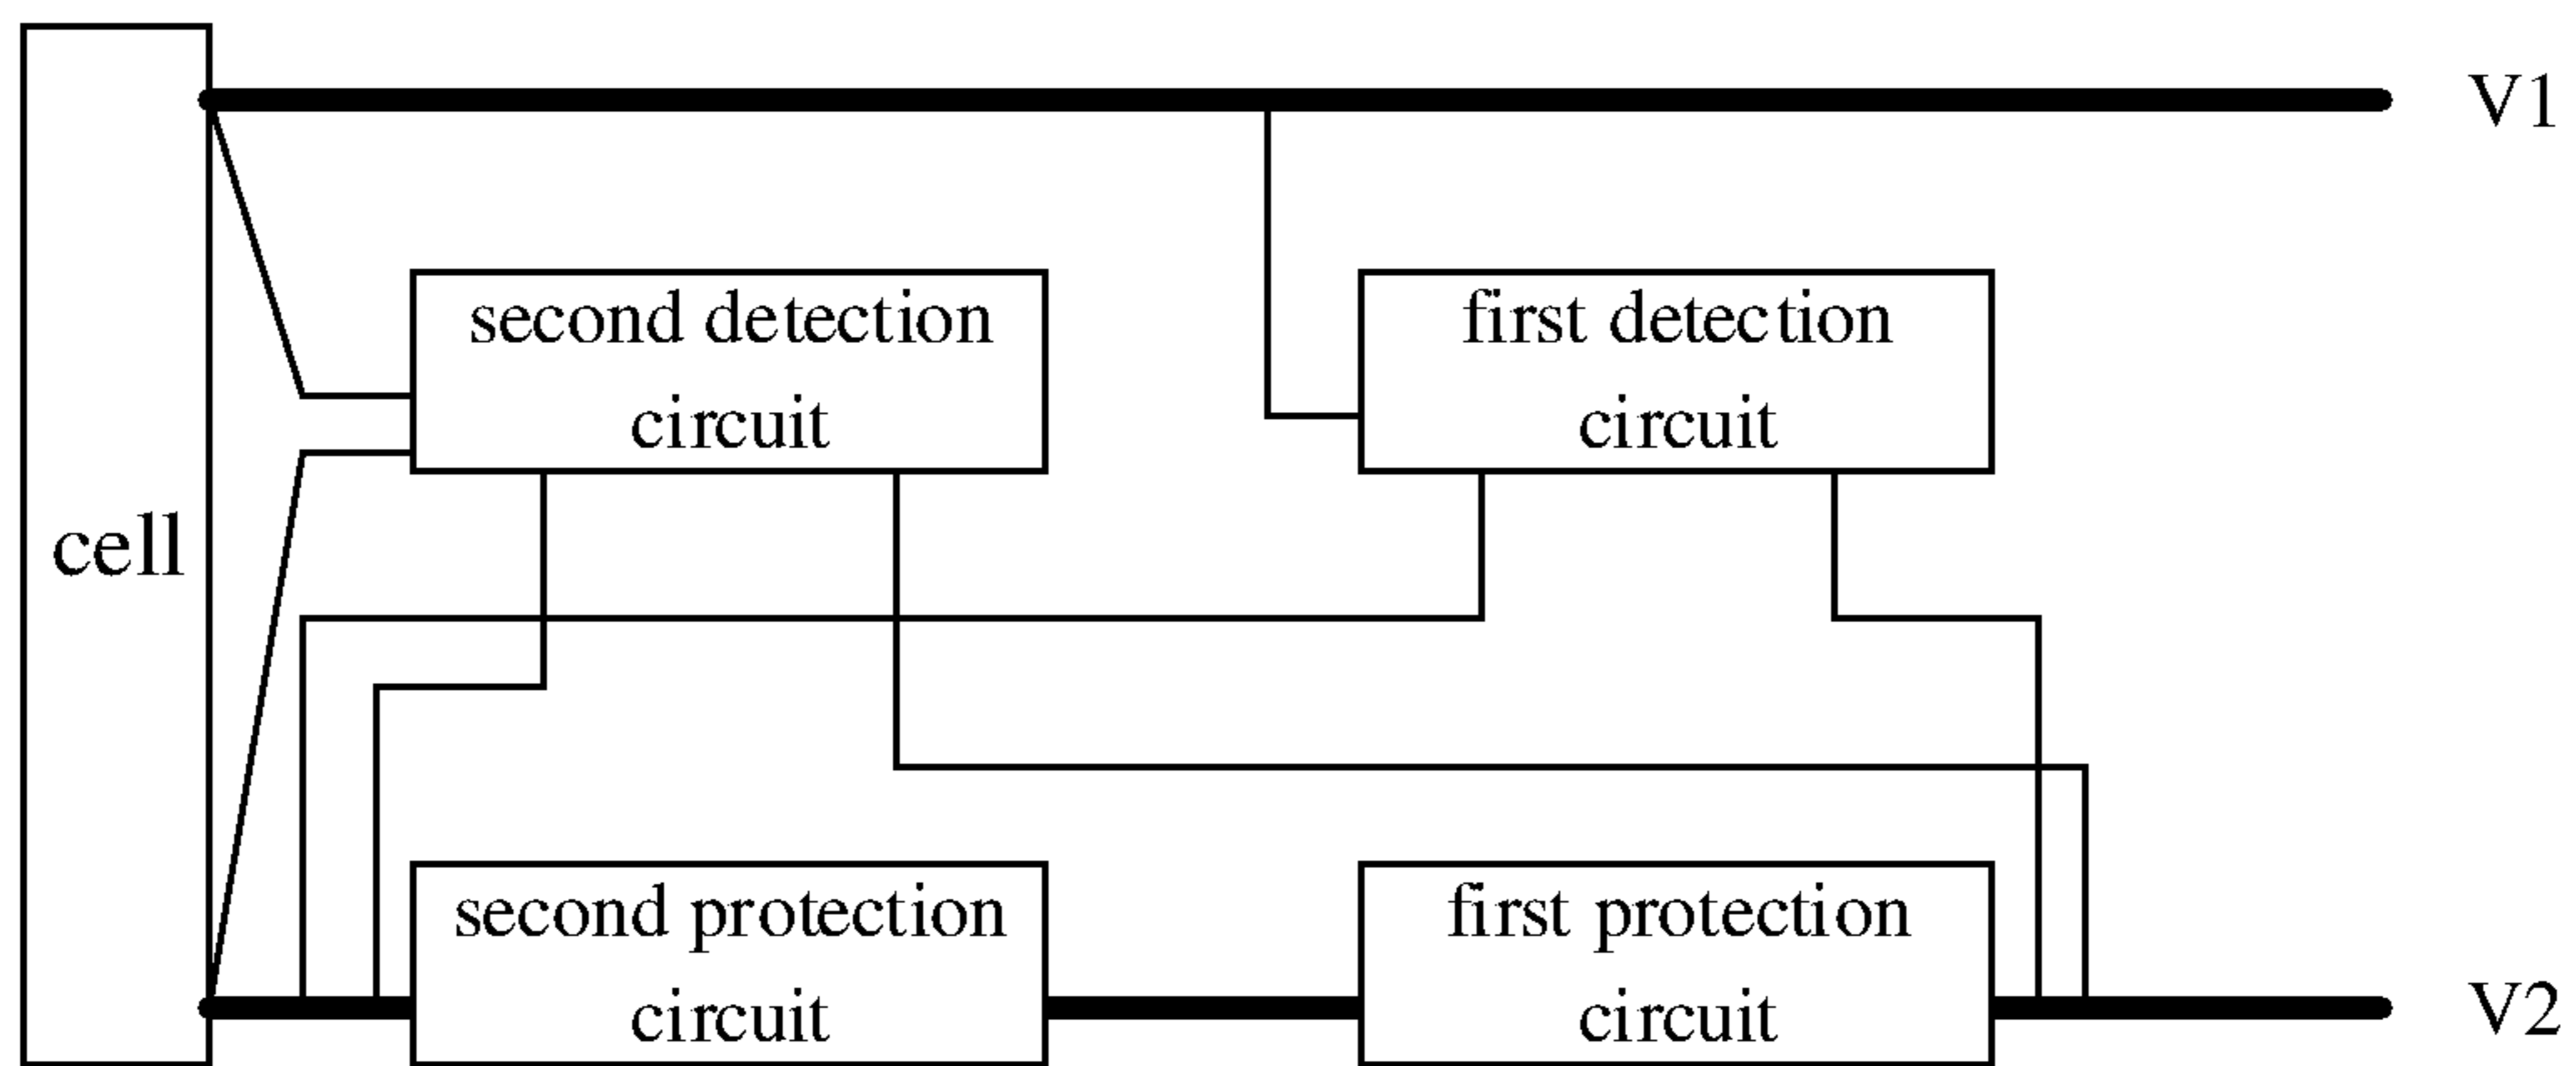 V1
second detection
circuit
first detection
circuit
cell
second protection
circuit
first protection
circuit
V2